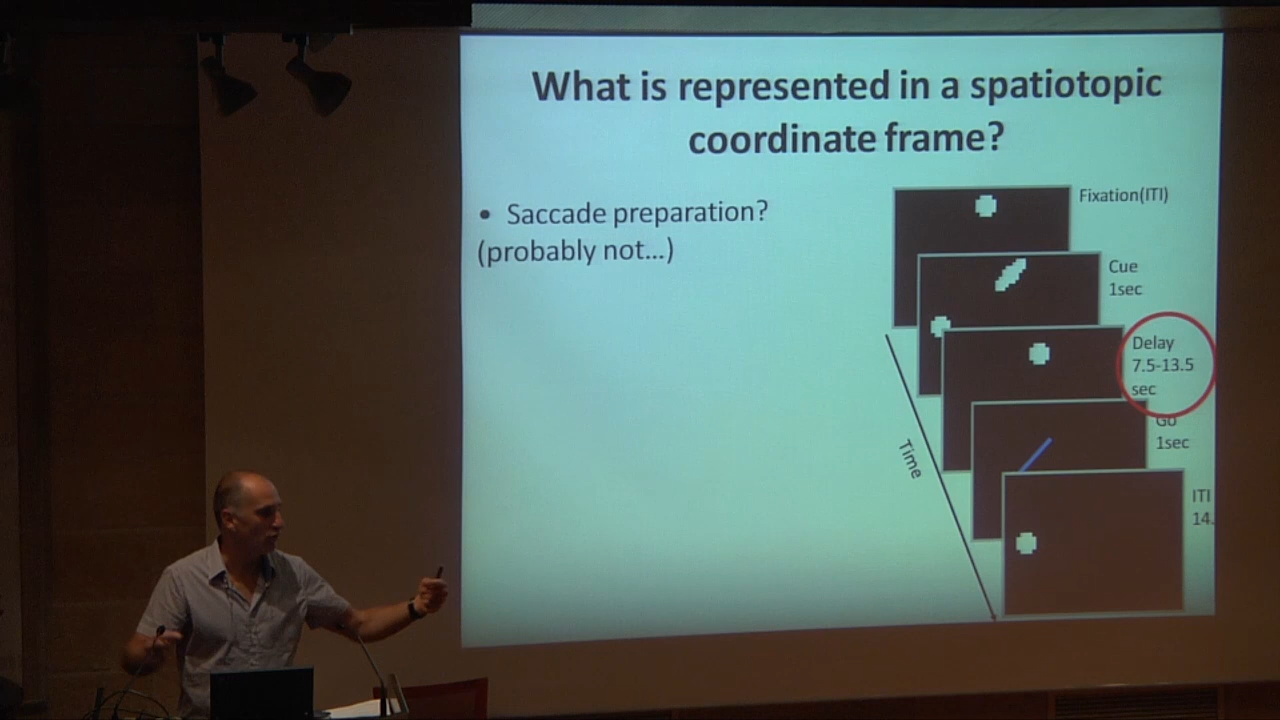 What is represented in a spatiotopic
coordinate frame?
• Saccade preparation?
(probably not...)
Fixation(ITI)
Cue
1sec
Delay
7.5-13.5
sec
Go
1sec
Time
ITI
14.